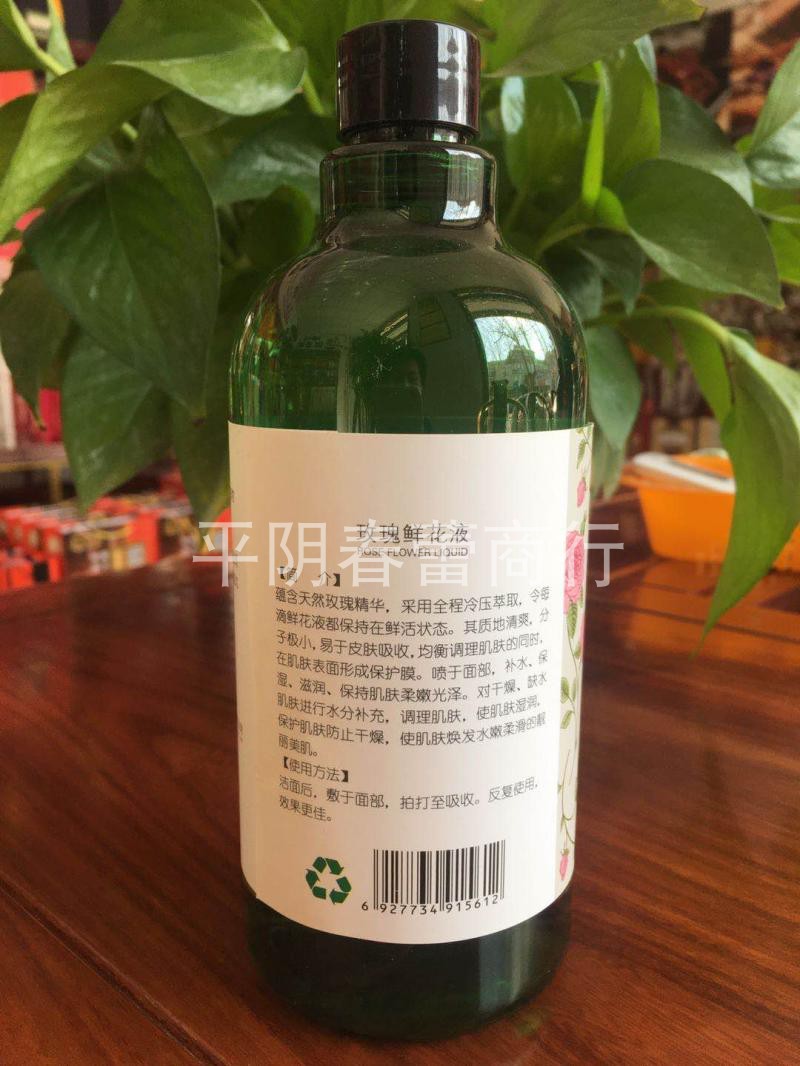 玫瑰鲜花液
ROSE FLOWER LIQUID
平阴春蕾商行
【简 介】
蕴含天然玫瑰精华，采用全程冷压萃取，令每
滴鲜花液都保持在鲜活状态。其质地清爽，分
子极小，易于皮肤吸收，均衡调理肌肤的同时，
在肌肤表面形成保护膜。喷于面部，补水、保
湿、滋润、保持肌肤柔嫩光泽。对干燥、缺水
肌肤进行水分补充，调理肌肤，使肌肤湿润，
保护肌肤防止干燥，使肌肤焕发水嫩柔滑的靓
丽美肌。
【使用方法】
洁面后，敷于面部，拍打至吸收。反复使用，
效果更佳。
6 927734 915612